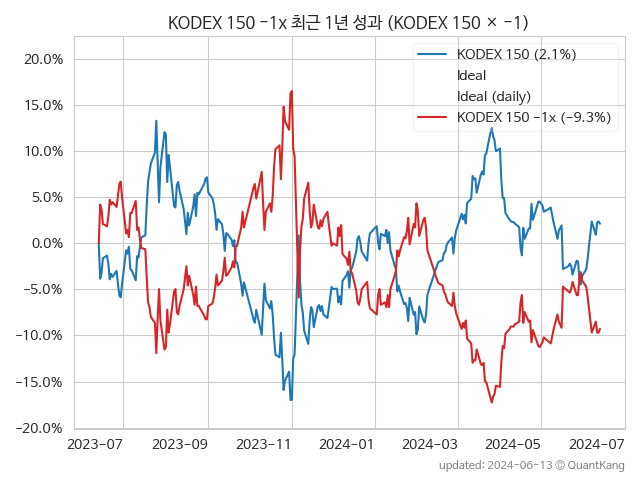 KODEX 150 -1x 최근 1년 성과 (KODEX 150 × -1)
KODEX 150 (2.1%)
Ideal
Ideal (daily)
KODEX 150 -1x (-9.3%)
20.0%
15.0%
10.0%
5.0%
0.0%
-5.0%
-10.0%
-15.0%
-20.0%
2023-07 2023-09 2023-11 2024-01 2024-03 2024-05 2024-07
updated: 2024-06-13 © QuantKang